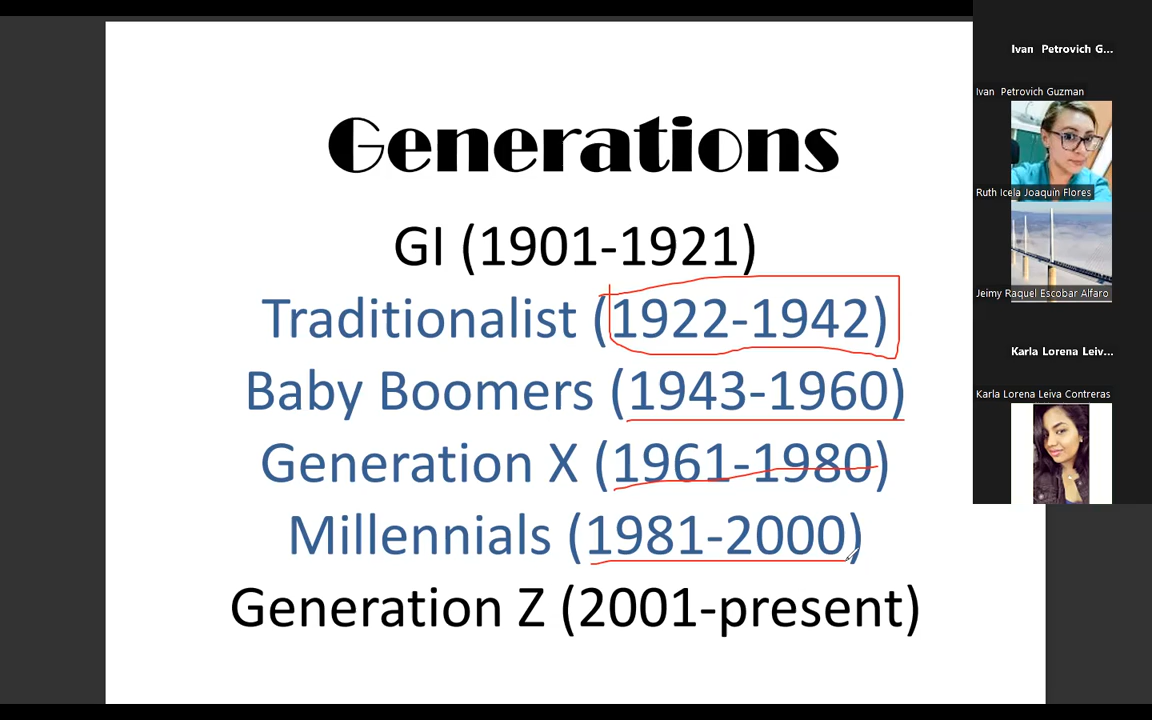 Generations
GI (1901-1921)
Traditionalist (1922-1942)
Baby Boomers (1943-1960)
Generation X (1961-1980)
Millennials (1981-2000)
Generation Z (2001-present)
Ivan Petrovich G...
Ivan Petrovich Guzman
Ruth Icela Joaquín Flores
Jeimy Raquel Escobar Alfaro
Karla Lorena Leiv...
Karla Lorena Leiva Contreras